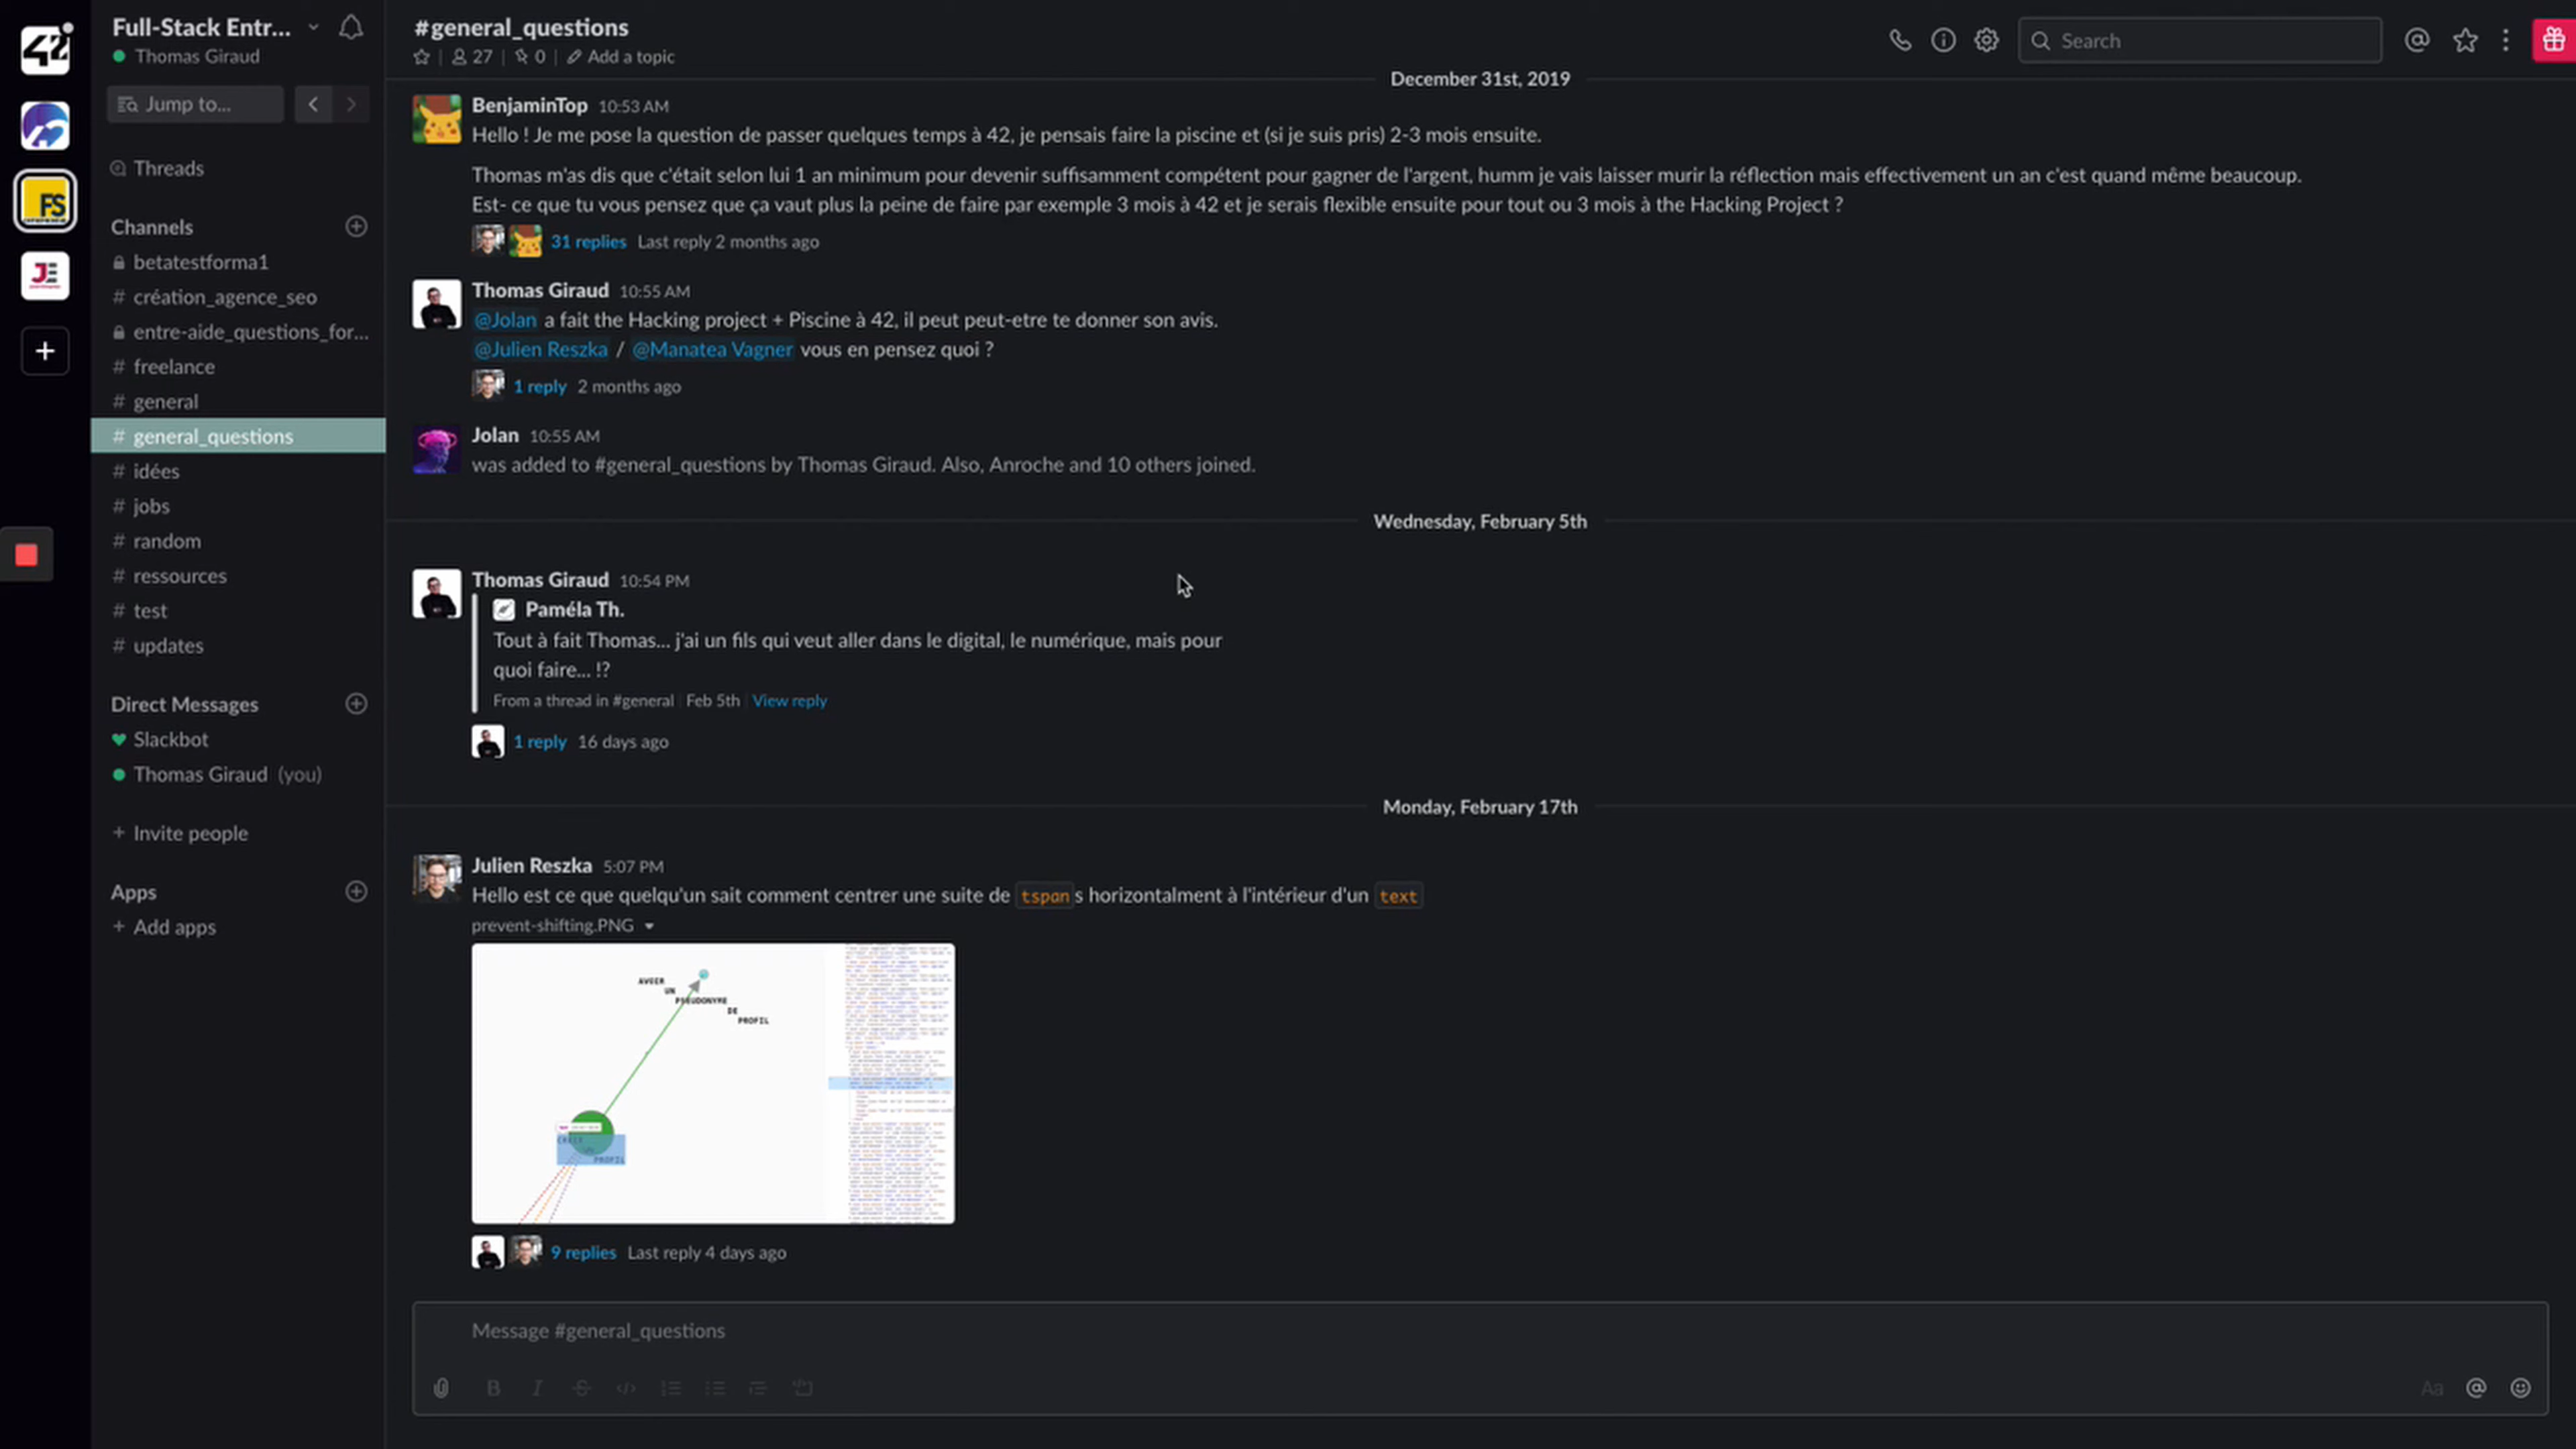 42
FS
JE
Full-Stack Entr...
Thomas Giraud
Jump to...
Threads
Channels
betatestforma1
# création_agence_seo
entre-aide_questions_for...
# freelance
# general
# general_questions
# idées
# jobs
# random
# ressources
# test
# updates
Direct Messages
Slackbot
Thomas Giraud (you)
+ Invite people
Apps
+ Add apps
#general_questions
27 | 0 | Add a topic
Search
December 31st, 2019
BenjaminTop 10:53 AM
Hello ! Je me pose la question de passer quelques temps à 42, je pensais faire la piscine et (si je suis pris) 2-3 mois ensuite.
Thomas m'as dis que c'était selon lui 1 an minimum pour devenir suffisamment compétent pour gagner de l'argent, humm je vais laisser murir la réflection mais effectivement un an c'est quand même beaucoup.
Est- ce que tu vous pensez que ça vaut plus la peine de faire par exemple 3 mois à 42 et je serais flexible ensuite pour tout ou 3 mois à the Hacking Project ?
31 replies Last reply 2 months ago
Thomas Giraud 10:55 AM
@Jolan a fait the Hacking project + Piscine à 42, il peut peut-etre te donner son avis.
@Julien Reszka / @Manatea Vagner vous en pensez quoi ?
1 reply 2 months ago
Jolan 10:55 AM
was added to #general_questions by Thomas Giraud. Also, Anroche and 10 others joined.
Wednesday, February 5th
Thomas Giraud 10:54 PM
Paméla Th.
Tout à fait Thomas... j'ai un fils qui veut aller dans le digital, le numérique, mais pour
quoi faire... !?
From a thread in #general | Feb 5th | View reply
1 reply 16 days ago
Monday, February 17th
Julien Reszka 5:07 PM
Hello est ce que quelqu'un sait comment centrer une suite de tspans horizontalment à l'intérieur d'un text
prevent-shifting.PNG
AVOIR
UN
PSEUDONYME
DE
PROFIL
PROFIL
9 replies Last reply 4 days ago
Message #general_questions
B I S </>
Aa @